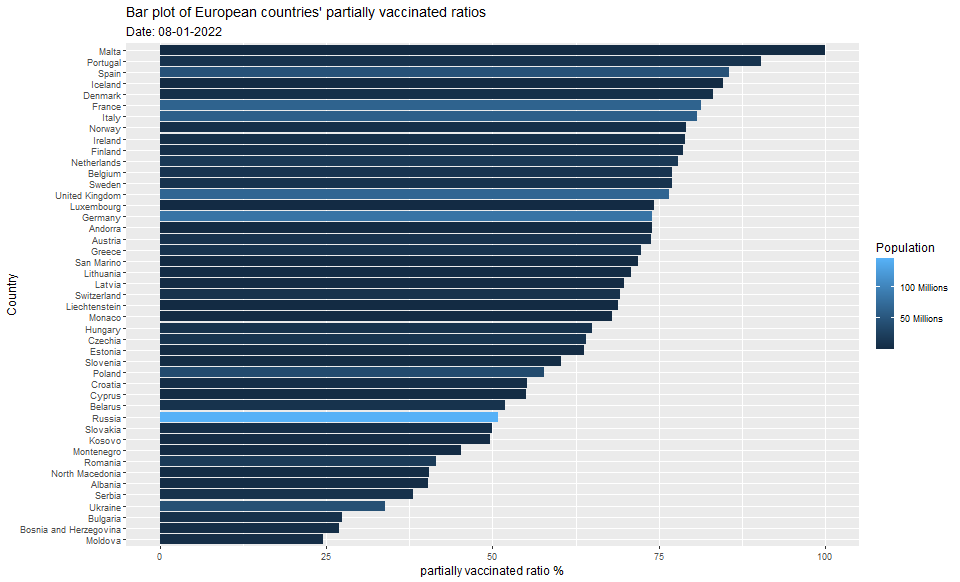 Bar plot of European countries' partially vaccinated ratios
Date: 08-01-2022
Country
Malta
Portugal
Spain
Iceland
Denmark
France
Italy
Norway
Ireland
Finland
Netherlands
Belgium
Sweden
United Kingdom
Luxembourg
Germany
Andorra
Austria
Greece
San Marino
Lithuania
Latvia
Switzerland
Liechtenstein
Monaco
Hungary
Czechia
Estonia
Slovenia
Poland
Croatia
Cyprus
Belarus
Russia
Slovakia
Kosovo
Montenegro
Romania
North Macedonia
Albania
Serbia
Ukraine
Bulgaria
Bosnia and Herzegovina
Moldova
0 25 50 75 100
partially vaccinated ratio %
Population
100 Millions
50 Millions